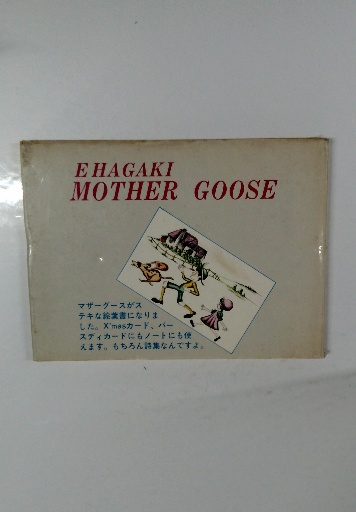 EHAGAKI
MOTHER GOOSE
マザーグースがス
テキな絵葉書になりま
した。X'masカード、バー
スディカードにもノートにも使
えます。もちろん詩集なんですよ。